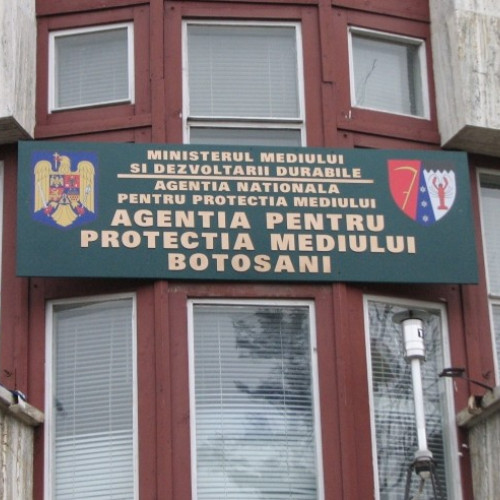 MINISTERUL MEDIULUI
SI DEZVOLTARII DURABILE
AGENTIA NATIONALA
PENTRU PROTECTIA MEDIULUI
AGENTIA PENTRU
PROTECTIA MEDIULUI
BOTOSANI